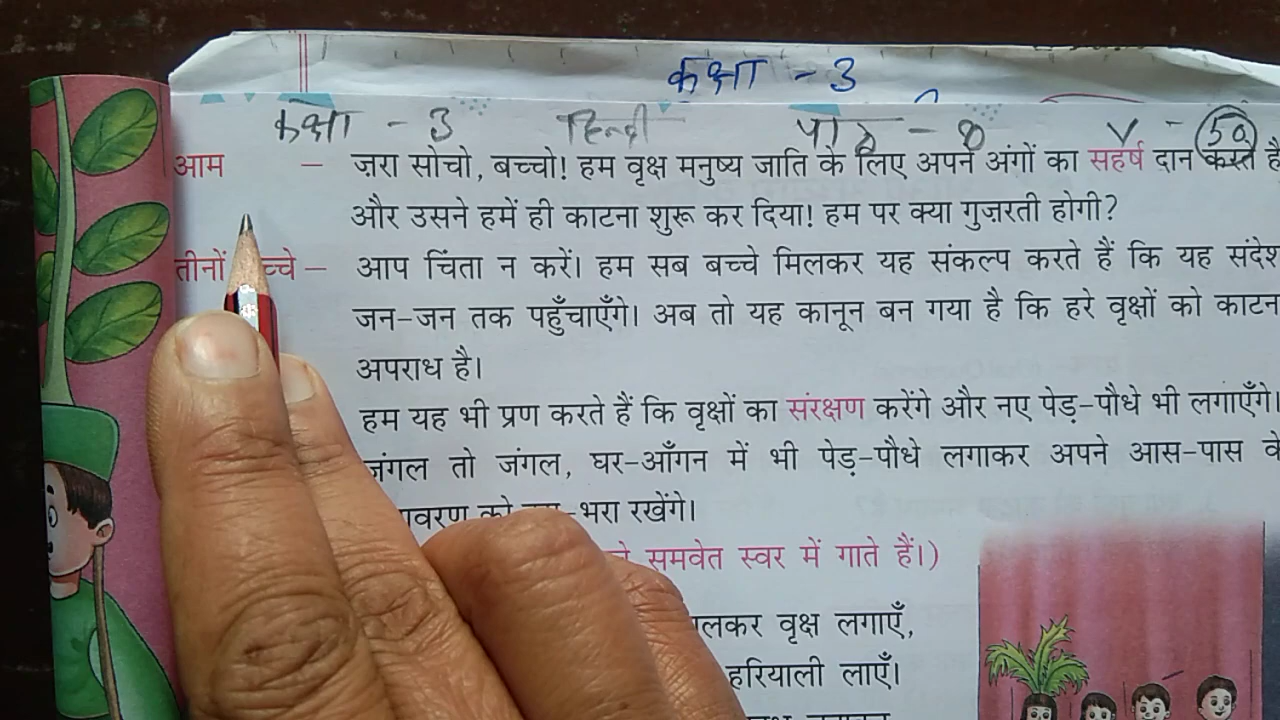 कक्षा - 3
कक्षा - 3 हिन्दी पाठ - 8 V - 50
आम – ज़रा सोचो, बच्चो! हम वृक्ष मनुष्य जाति के लिए अपने अंगों का सहर्ष दान करते है
और उसने हमें ही काटना शुरू कर दिया! हम पर क्या गुज़रती होगी?
तीनों च्चे – आप चिंता न करें। हम सब बच्चे मिलकर यह संकल्प करते हैं कि यह संदेश
जन-जन तक पहुँचाएँगे। अब तो यह कानून बन गया है कि हरे वृक्षों को काटन
अपराध है।
हम यह भी प्रण करते हैं कि वृक्षों का संरक्षण करेंगे और नए पेड़-पौधे भी लगाएँगे।
जंगल तो जंगल, घर-आँगन में भी पेड़-पौधे लगाकर अपने आस-पास के
वरण को -भरा रखेंगे।
समवेत स्वर में गाते हैं।)
लकर वृक्ष लगाएँ,
हरियाली लाएँ।